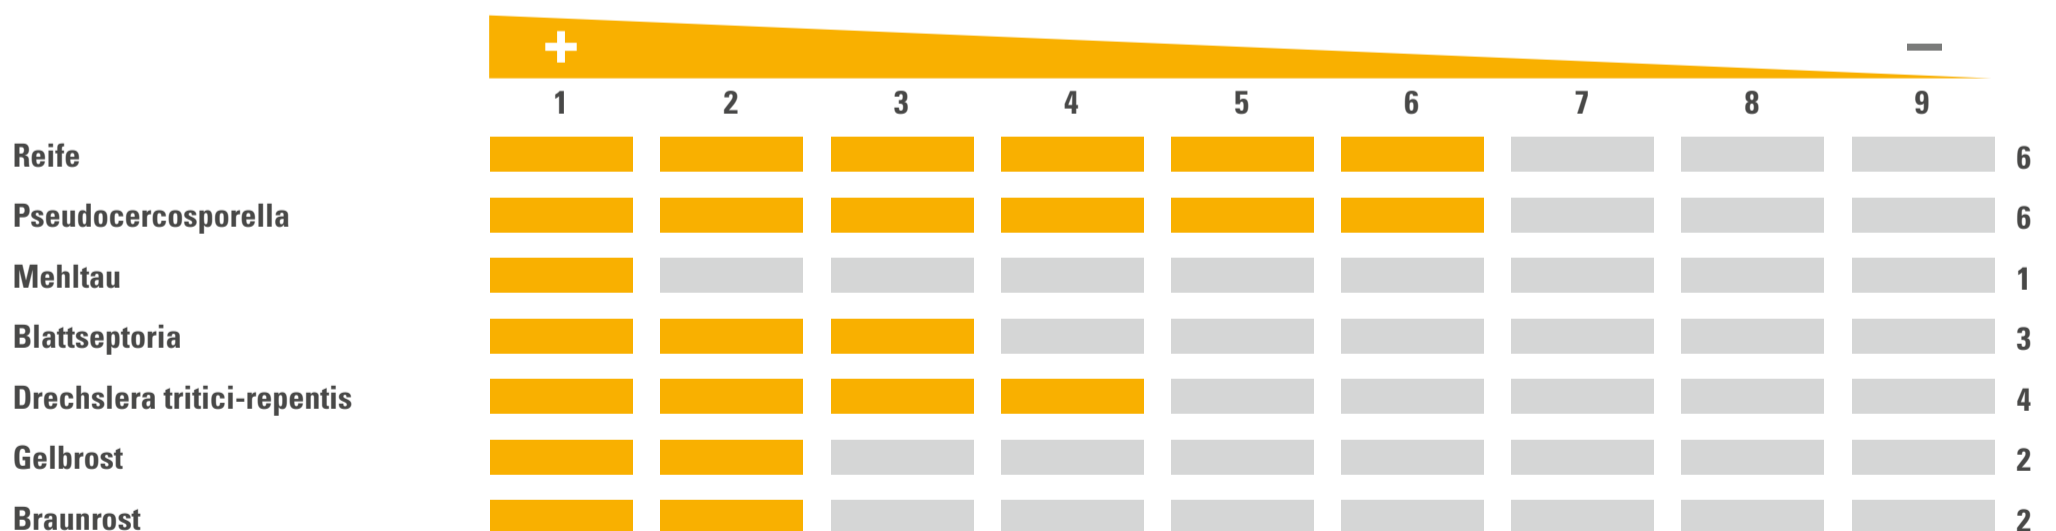 + −
1 2 3 4 5 6 7 8 9
Reife 6
Pseudocercosporella 6
Mehltau 1
Blattseptoria 3
Drechslera tritici-repentis 4
Gelbrost 2
Braunrost 2